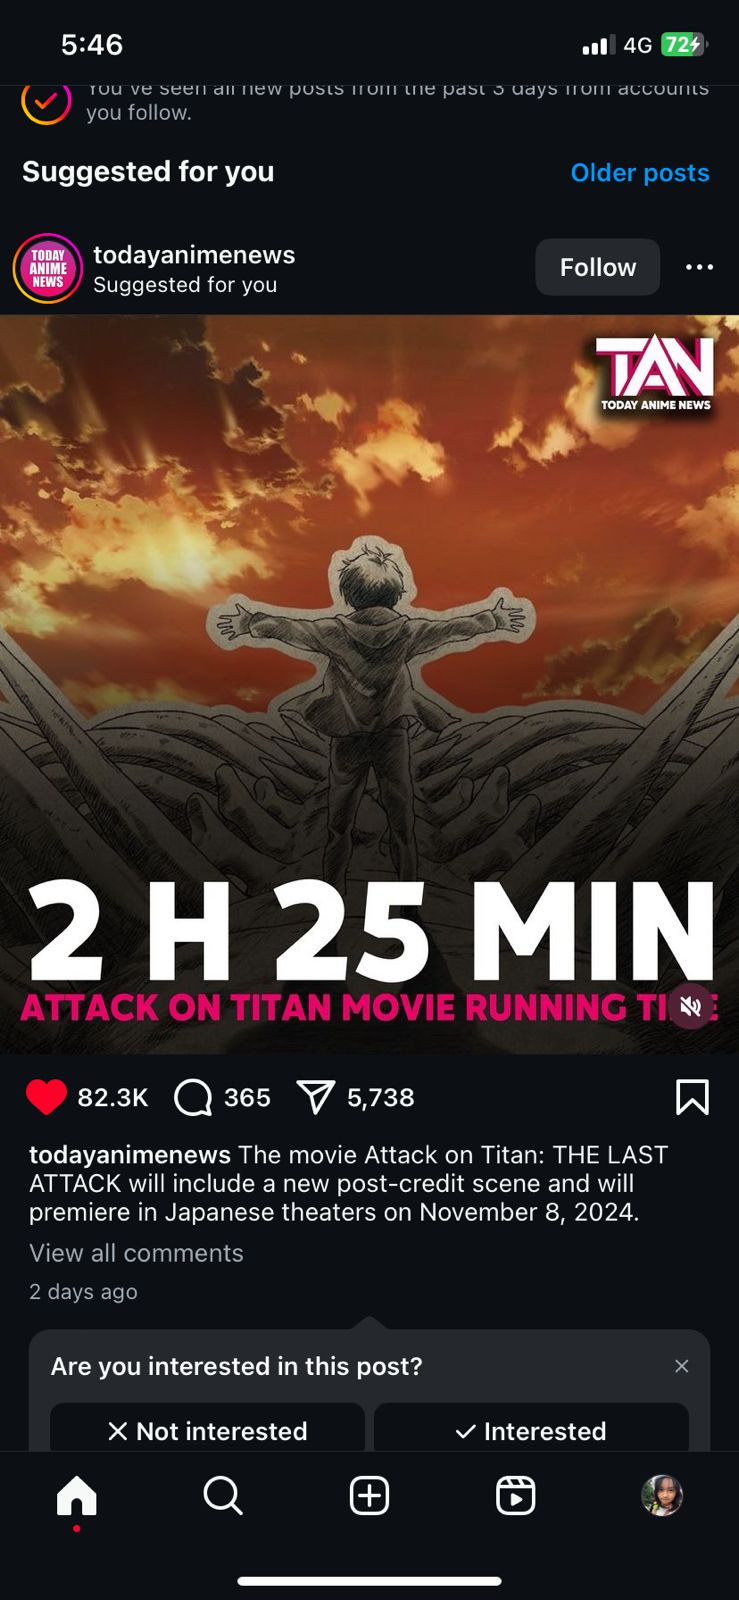 5:46
4G 72
You've seen all new posts from the past 3 days from accounts
you follow.
Suggested for you
Older posts
TODAY
ANIME
NEWS
todayanimenews
Suggested for you
Follow
TAN
TODAY ANIME NEWS
2 H 25 MIN
ATTACK ON TITAN MOVIE RUNNING
82.3K 365 5,738
todayanimenews The movie Attack on Titan: THE LAST
ATTACK will include a new post-credit scene and will
premiere in Japanese theaters on November 8, 2024.
View all comments
2 days ago
Are you interested in this post?
Not interested
Interested